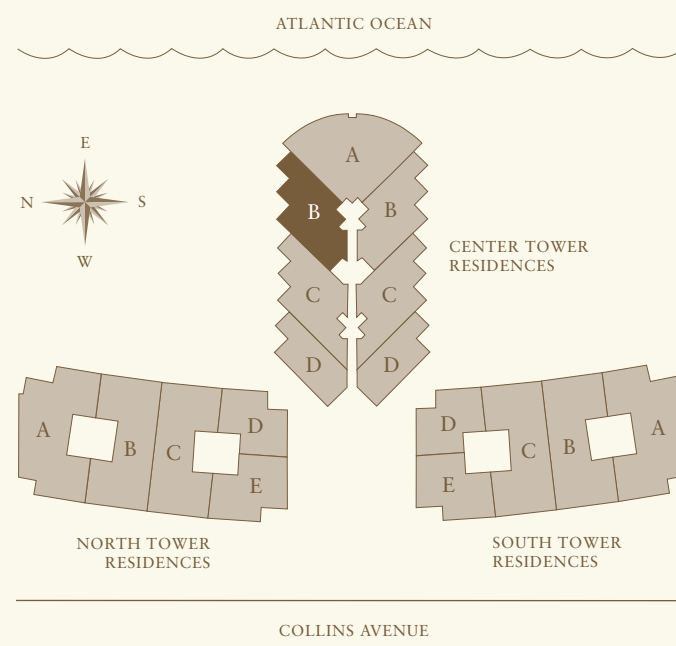 ATLANTIC OCEAN
E
N
S
W
A
B
B
C
C
D
D
CENTER TOWER
RESIDENCES
A
B
C
D
E
D
E
C
B
A
NORTH TOWER
RESIDENCES
SOUTH TOWER
RESIDENCES
COLLINS AVENUE